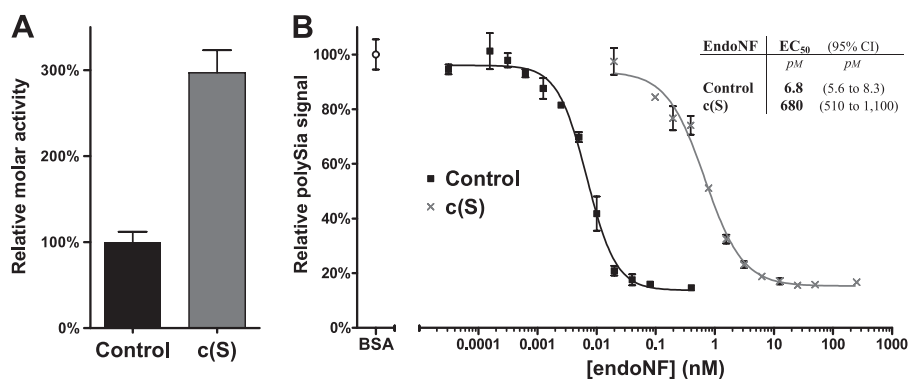 A
Relative molar activity
300%
200%
100%
0%
Control
c(S)
B
Relative polySia signal
100%
80%
60%
40%
20%
0%
BSA
Control
c(S)
0.0001
0.001
0.01
0.1
1
10
100
[endoNF] (nM)
EndoNF EC50 (95% CI)
pM pM
Control 6.8 (5.6 to 8.3)
c(S) 680 (510 to 1,100)